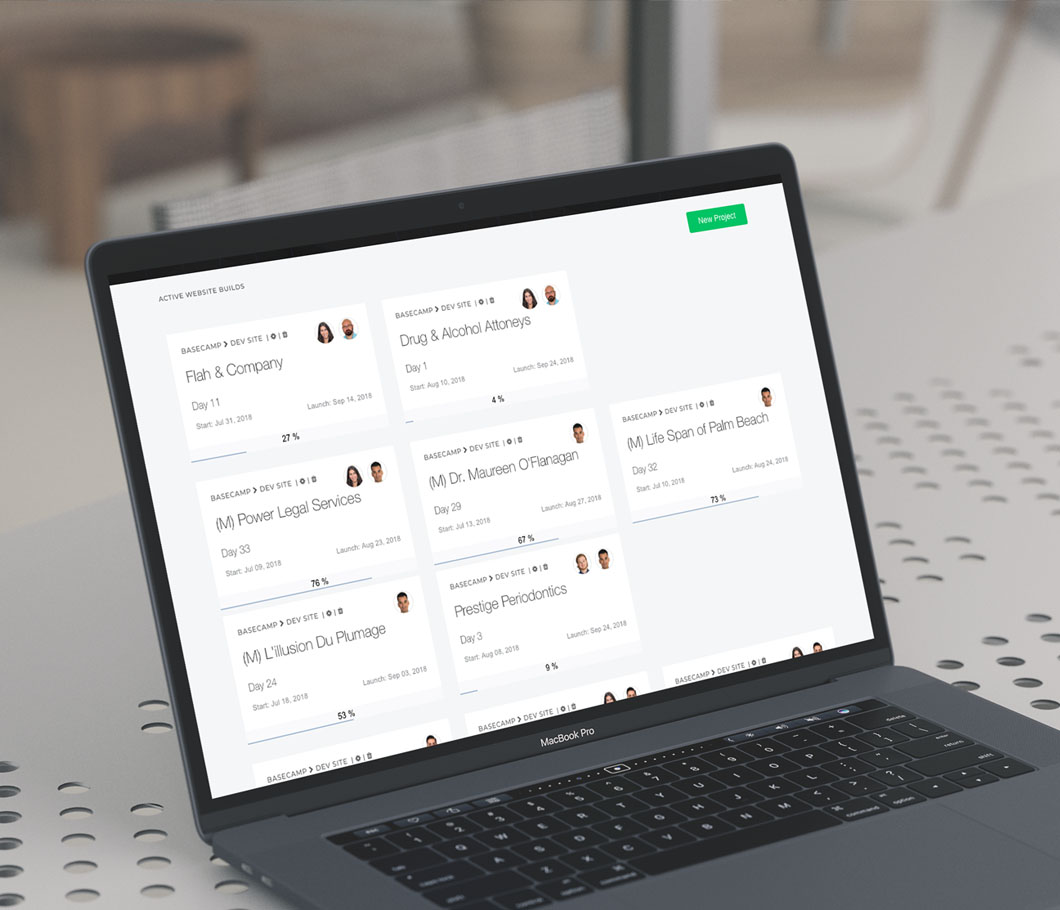 New Project
ACTIVE WEBSITE BUILDS
BASECAMP > DEV SITE | |
Flah & Company
Day 11
Start: Jul 31, 2018
Launch: Sep 14, 2018
27 %
BASECAMP > DEV SITE | |
Drug & Alcohol Attoneys
Day 1
Start: Aug 10, 2018
Launch: Sep 24, 2018
4 %
BASECAMP > DEV SITE | |
(M) Power Legal Services
Day 33
Start: Jul 09, 2018
Launch: Aug 23, 2018
76 %
BASECAMP > DEV SITE | |
(M) Dr. Maureen O'Flanagan
Day 29
Start: Jul 13, 2018
Launch: Aug 27, 2018
67 %
BASECAMP > DEV SITE | |
(M) Life Span of Palm Beach
Day 32
Start: Jul 10, 2018
Launch: Aug 24, 2018
73 %
BASECAMP > DEV SITE | |
(M) L'illusion Du Plumage
Day 24
Start: Jul 18, 2018
Launch: Sep 03, 2018
53 %
BASECAMP > DEV SITE | |
Prestige Periodontics
Day 3
Start: Aug 08, 2018
Launch: Sep 24, 2018
9 %
BASECAMP > DEV SITE | |
BASECAMP > DEV SITE | |
BASECAMP > DEV SITE | |
MacBook Pro
delete
Q W E R T Y U I O P
return
A S D F G H J K L
shift
Z X C V B N M
command
option